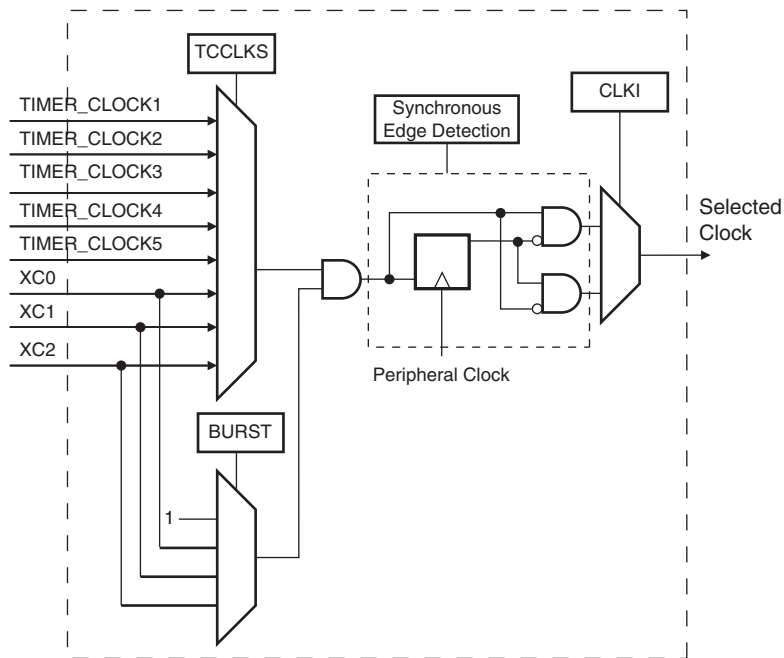 TCCLKS
CLKI
Synchronous
Edge Detection
TIMER_CLOCK1
TIMER_CLOCK2
TIMER_CLOCK3
TIMER_CLOCK4
TIMER_CLOCK5
XC0
XC1
XC2
Selected
Clock
Peripheral Clock
BURST
1